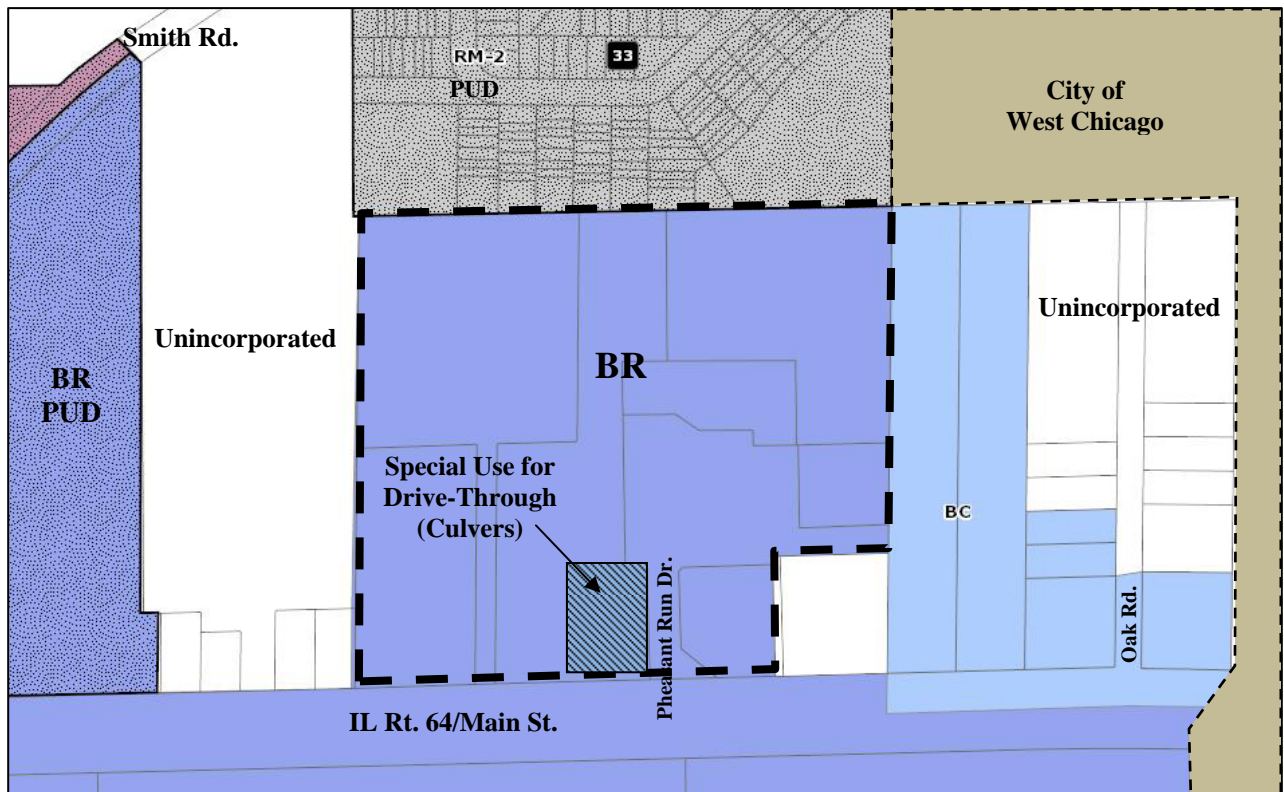 Smith Rd.
RM-2
33
PUD
City of
West Chicago
Unincorporated
Unincorporated
BR
BR
PUD
Special Use for
Drive-Through
(Culvers)
BC
Pheasant Run Dr.
Oak Rd.
IL Rt. 64/Main St.